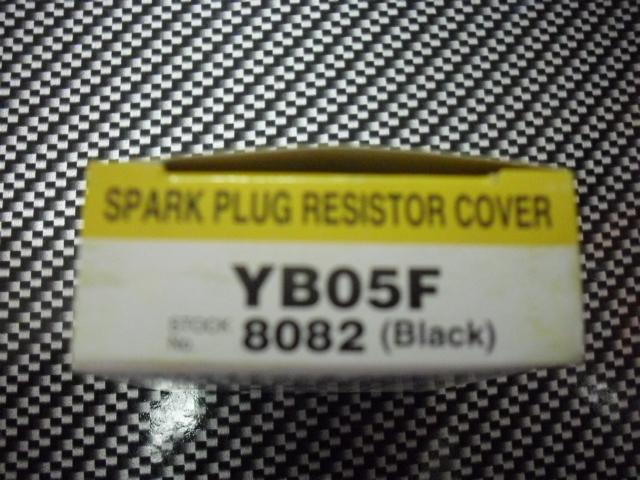 SPARK PLUG RESISTOR COVER
YB05F
STOCK No. 8082 (Black)